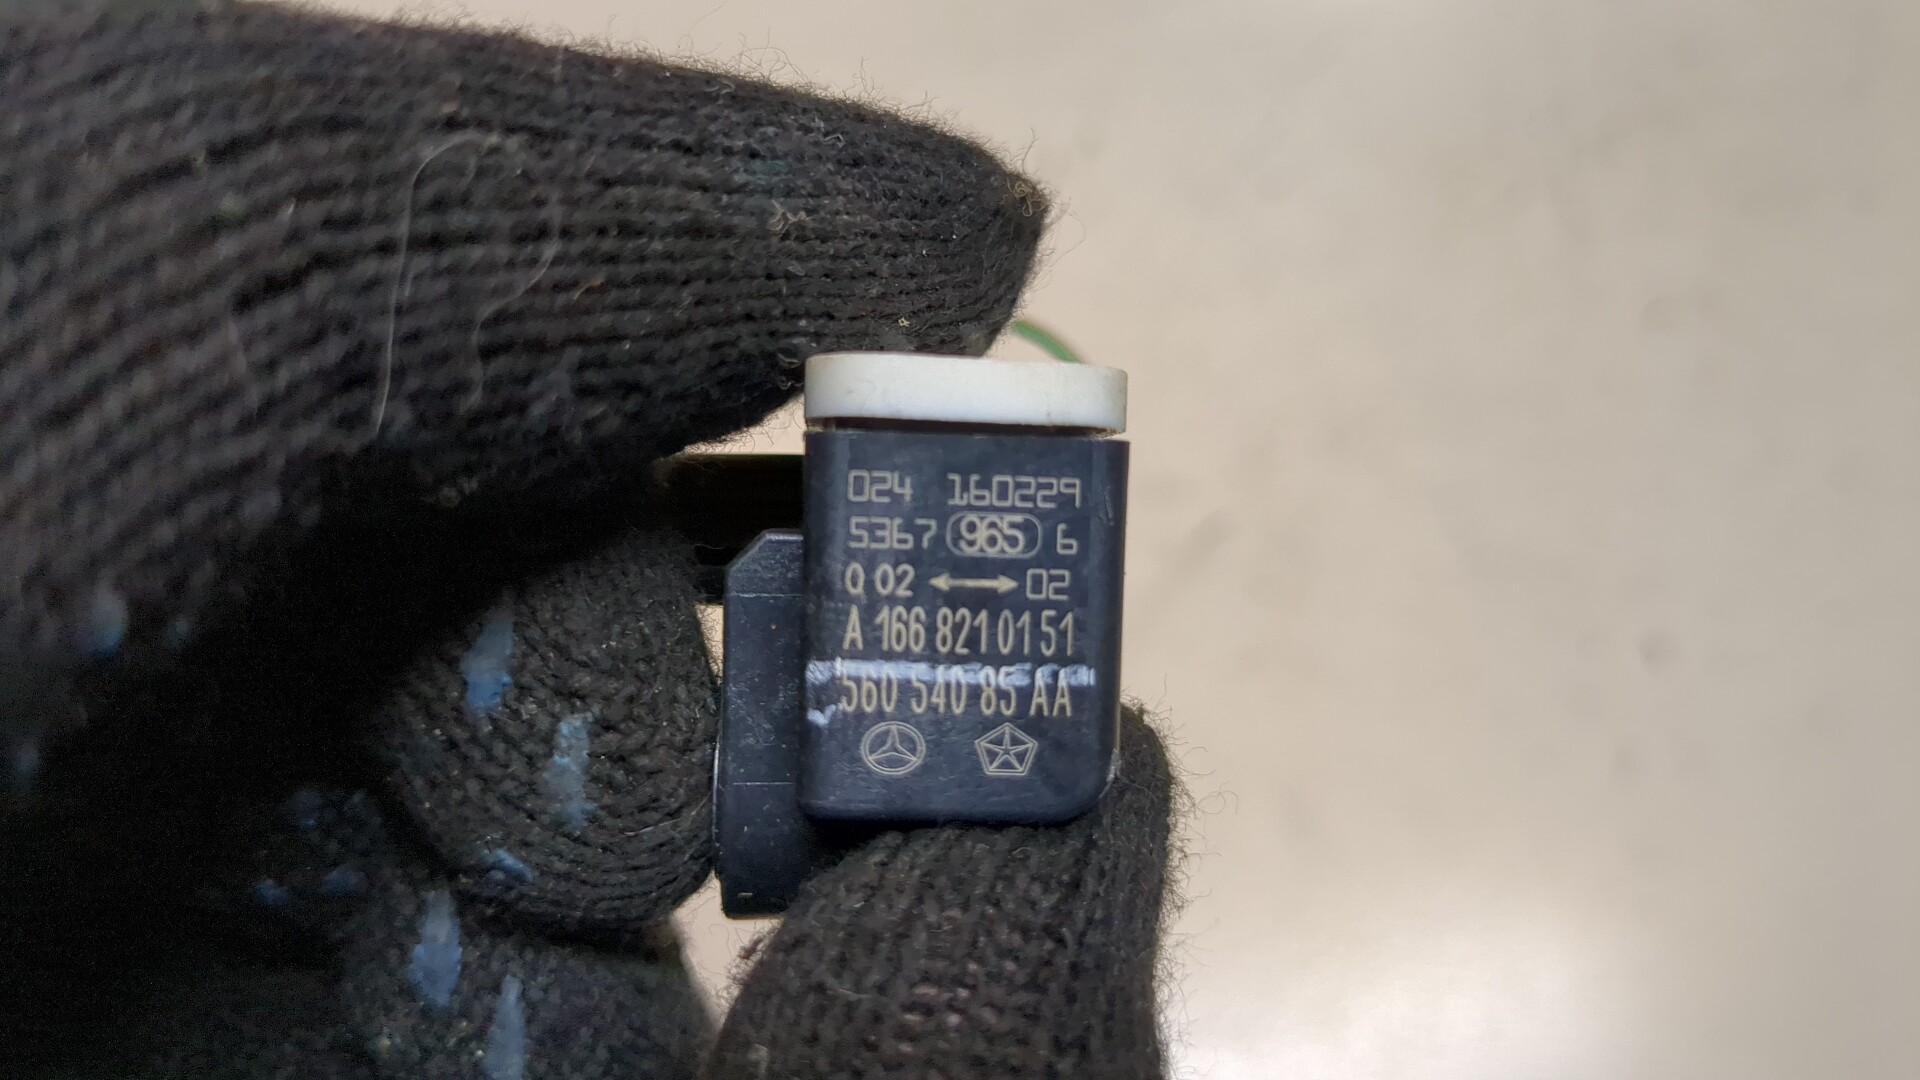 024 160229
5367 965 6
Q 02 ↔ 02
A 166 821 01 51
560 540 85 AA